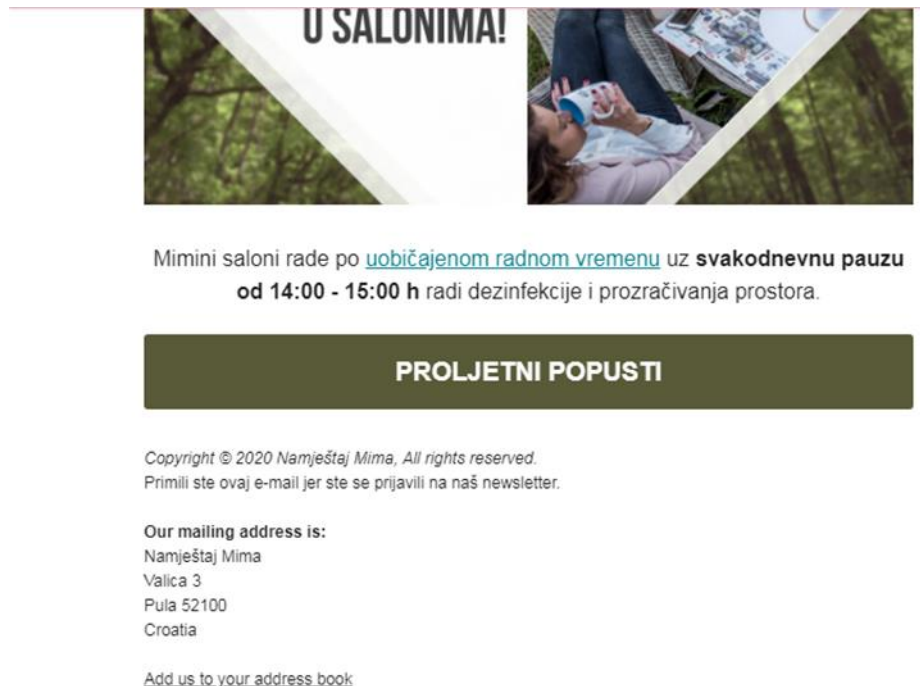 U SALONIMA!
Mimini saloni rade po uobičajenom radnom vremenu uz svakodnevnu pauzu
od 14:00 - 15:00 h radi dezinfekcije i prozračivanja prostora.
PROLJETNI POPUSTI
Copyright © 2020 Namještaj Mima, All rights reserved.
Primili ste ovaj e-mail jer ste se prijavili na naš newsletter.
Our mailing address is:
Namještaj Mima
Valica 3
Pula 52100
Croatia
Add us to your address book